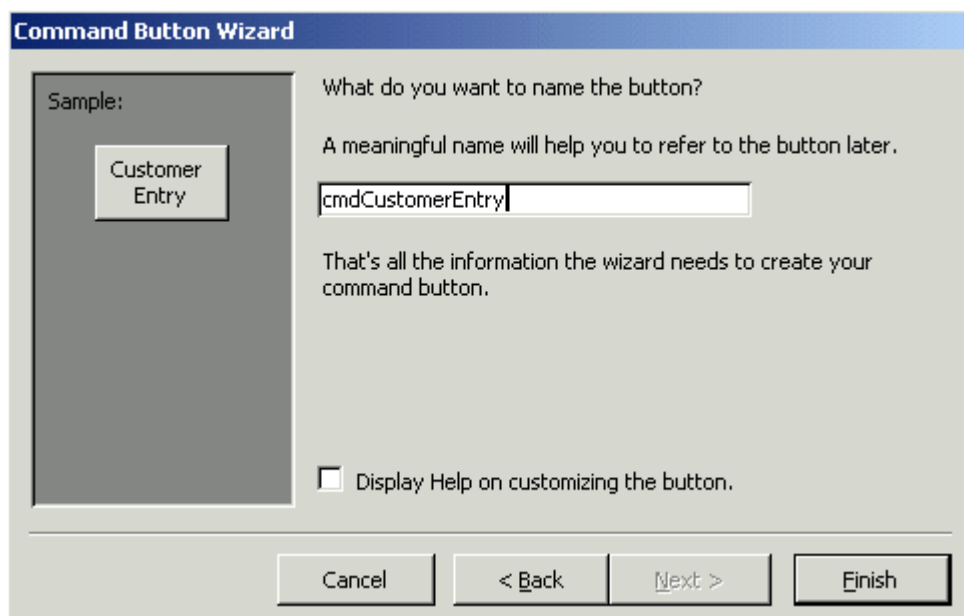 Command Button Wizard
Sample:
Customer
Entry
What do you want to name the button?
A meaningful name will help you to refer to the button later.
cmdCustomerEntry
That's all the information the wizard needs to create your
command button.
Display Help on customizing the button.
Cancel
< Back
Next >
Finish